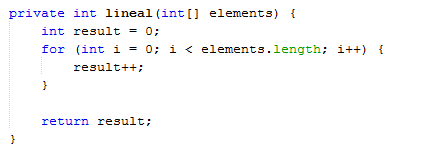 private int lineal(int[] elements) {
    int result = 0;
    for (int i = 0; i < elements.length; i++) {
        result++;
    }

    return result;
}